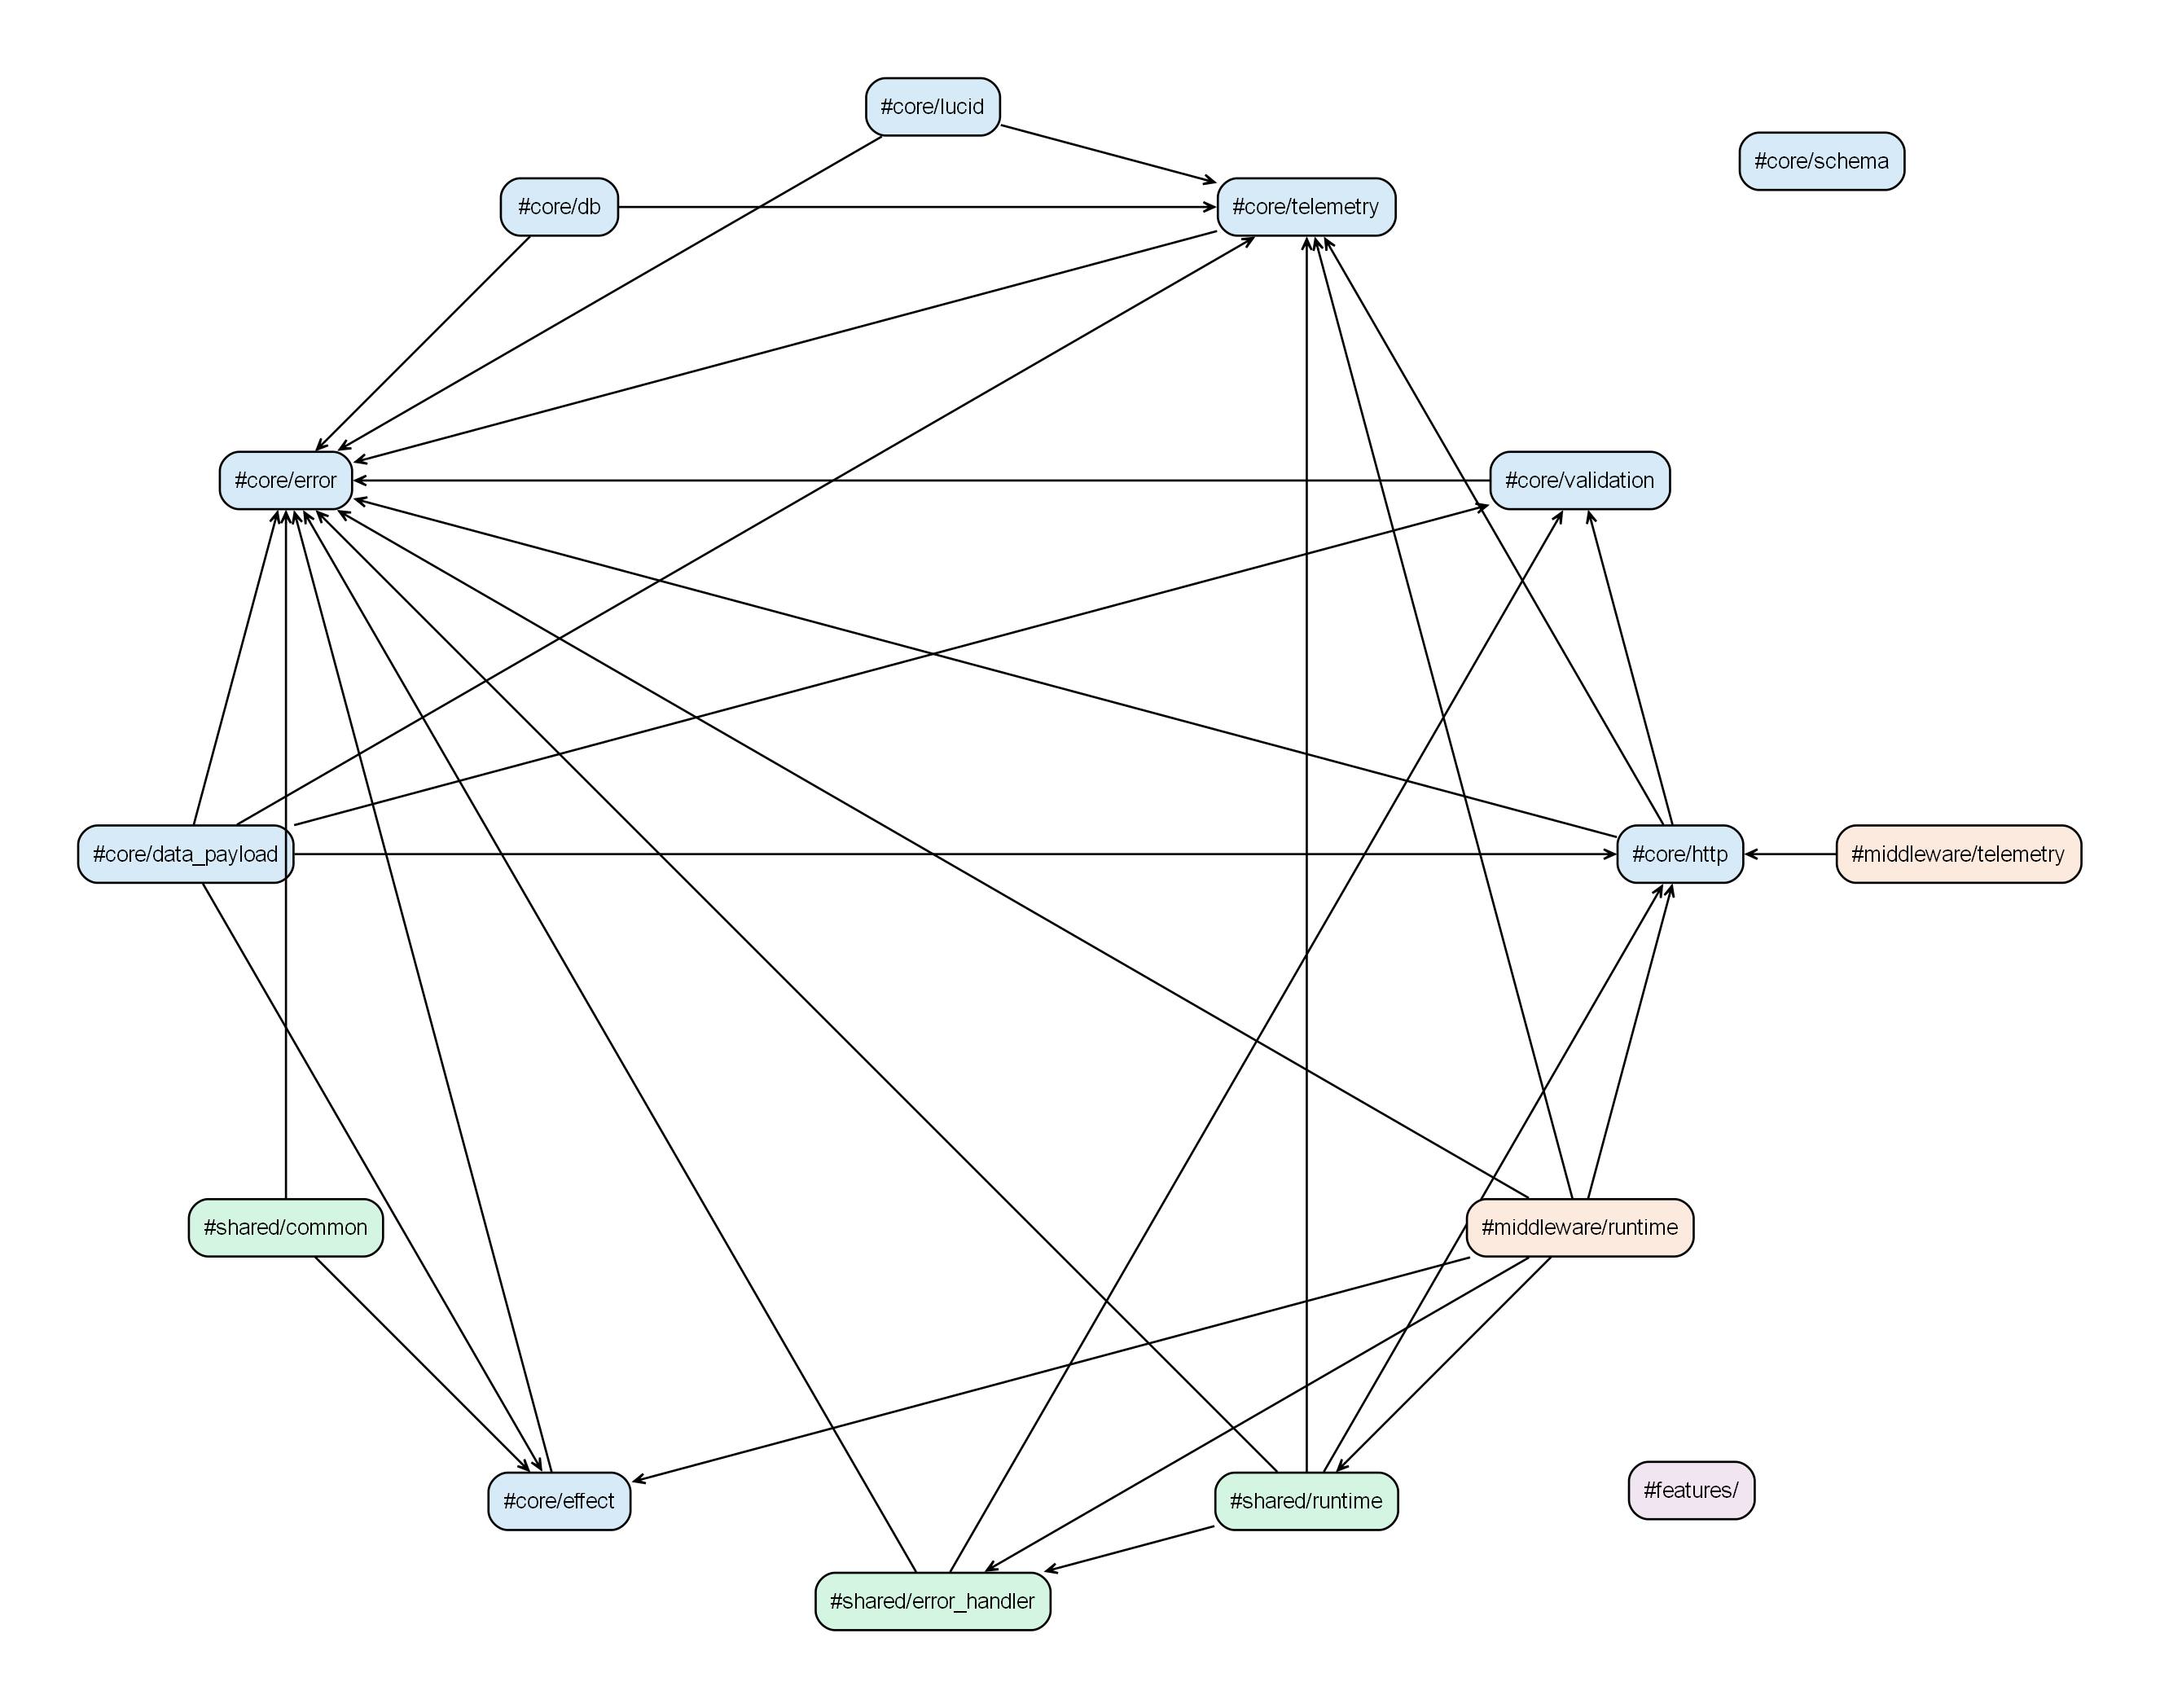 #core/lucid
#core/schema
#core/db
#core/telemetry
#core/error
#core/validation
#core/data_payload
#core/http
#middleware/telemetry
#shared/common
#middleware/runtime
#core/effect
#shared/runtime
#features/
#shared/error_handler